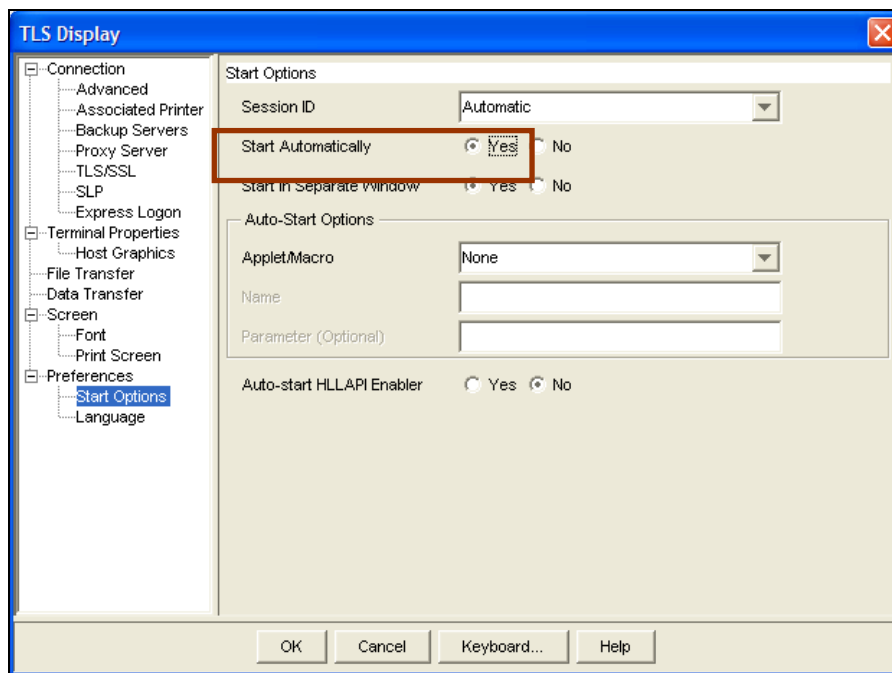 TLS Display
Connection
Advanced
Associated Printer
Backup Servers
Proxy Server
TLS/SSL
SLP
Express Logon
Terminal Properties
Host Graphics
File Transfer
Data Transfer
Screen
Font
Print Screen
Preferences
Start Options
Language
Start Options
Session ID Automatic
Start Automatically Yes No
Start In Separate Window Yes No
Auto-Start Options
Applet/Macro None
Name
Parameter (Optional)
Auto-start HLLAPI Enabler Yes No
OK Cancel Keyboard... Help